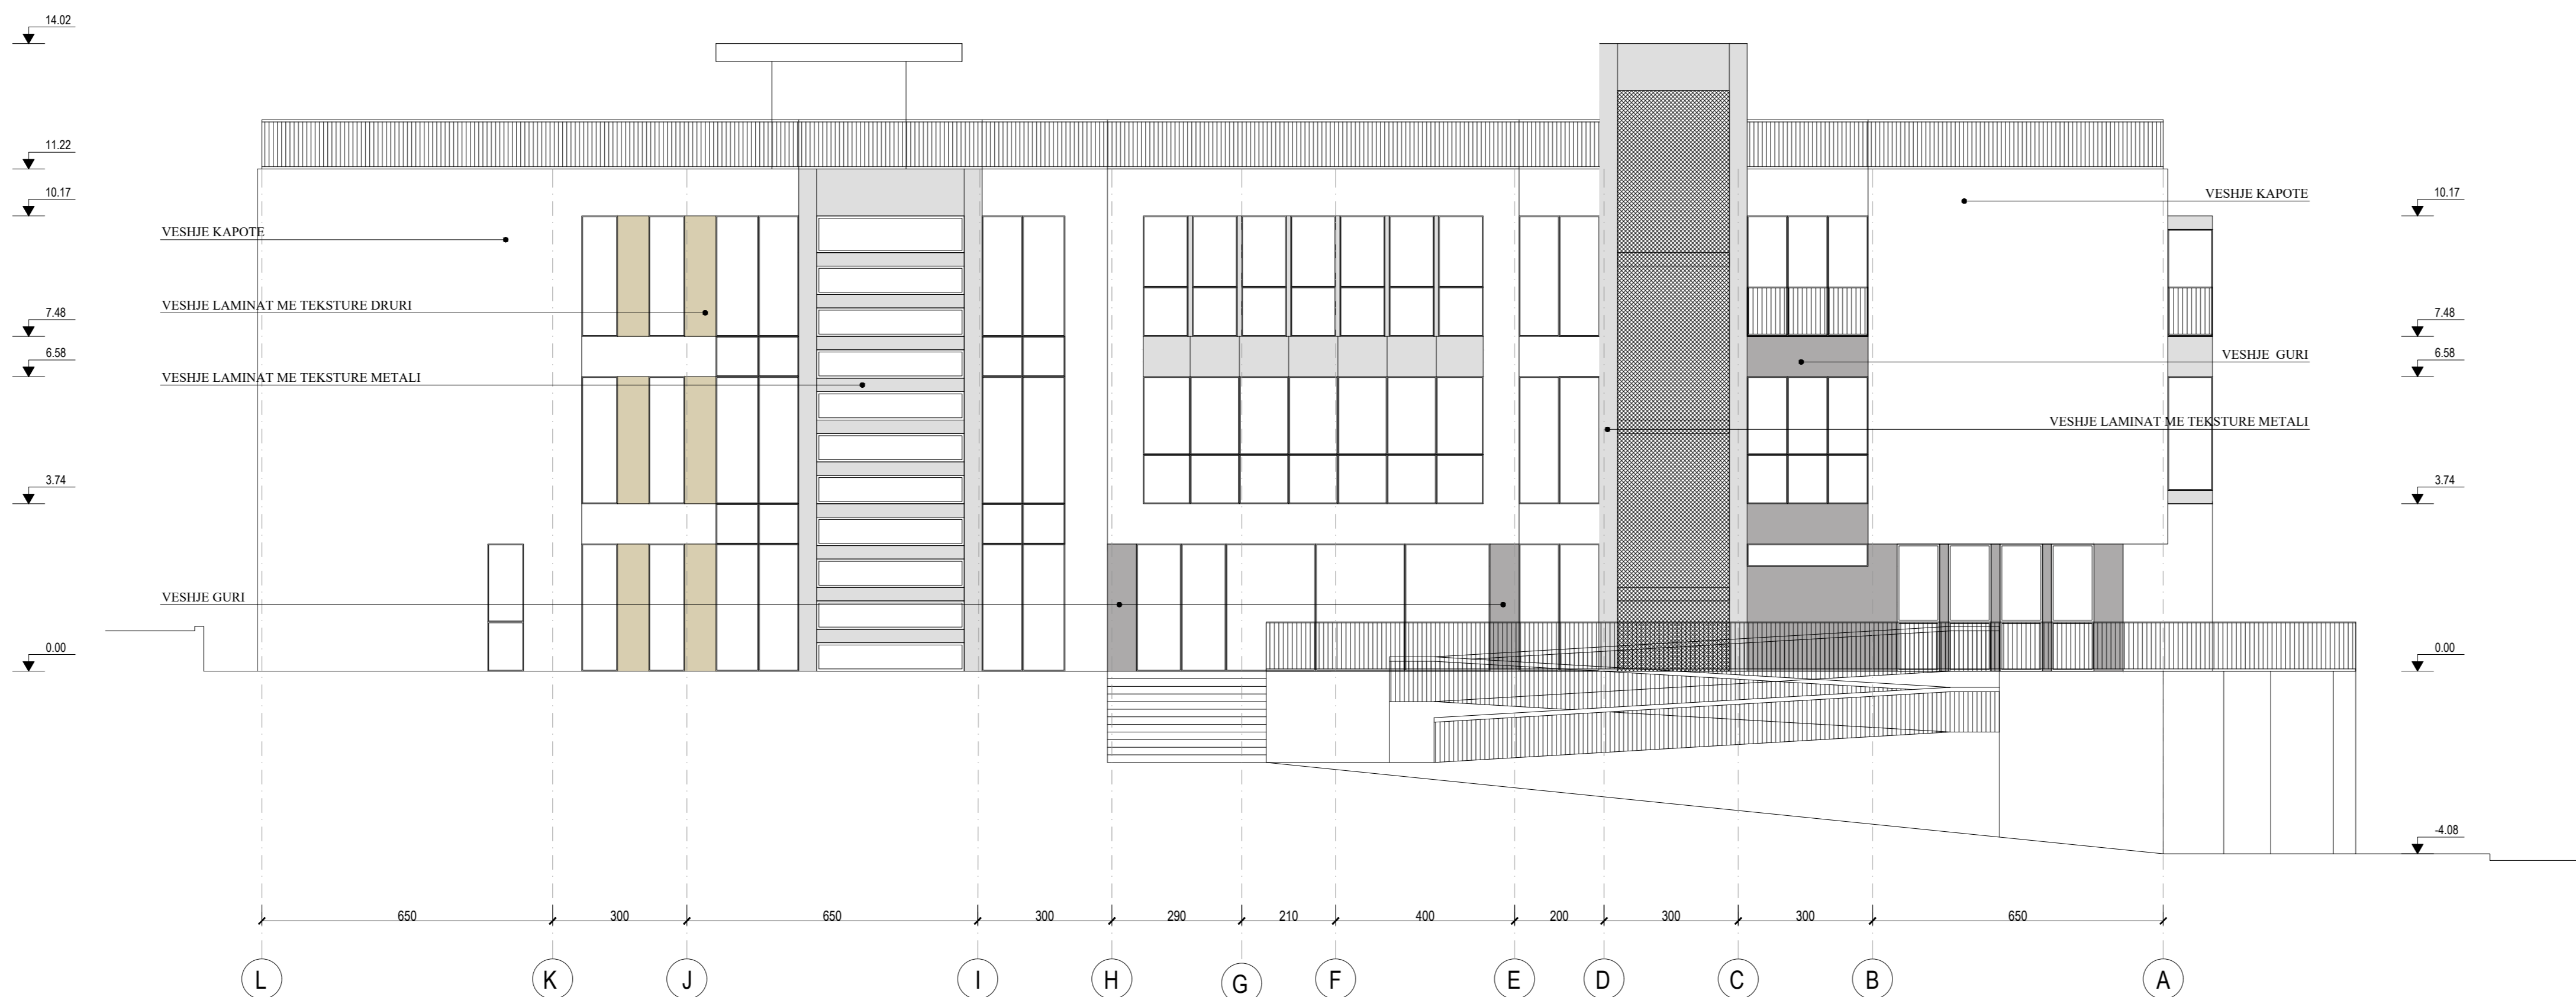 14.02
11.22
10.17
10.17
VESHJE KAPOTE
VESHJE KAPOTE
VESHJE LAMINAT ME TEKSTURE DRURI
7.48
7.48
6.58
6.58
VESHJE GURI
VESHJE LAMINAT ME TEKSTURE METALI
VESHJE LAMINAT ME TEKSTURE METALI
3.74
3.74
VESHJE GURI
0.00
0.00
-4.08
650 300 650 300 290 210 400 200 300 300 650
L K J I H G F E D C B A